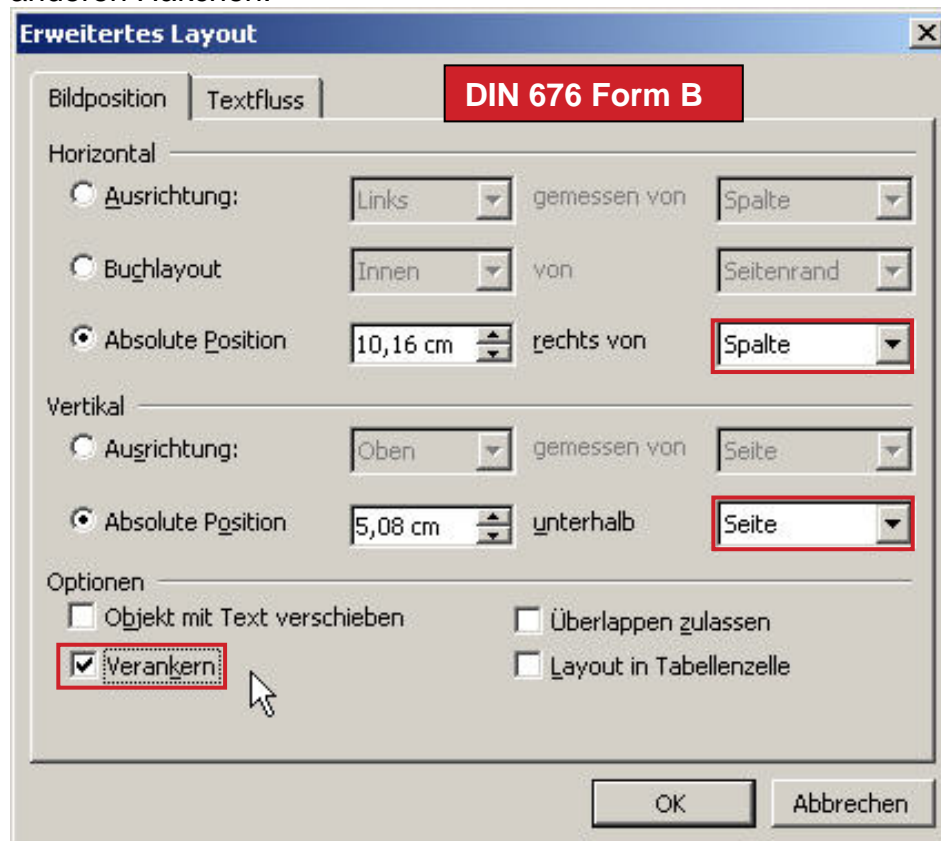 anderen Häkchen.
Erweitertes Layout
Bildposition Textfluss DIN 676 Form B
Horizontal
Ausrichtung: Links gemessen von Spalte
Buchlayout Innen von Seitenrand
Absolute Position 10,16 cm rechts von Spalte
Vertikal
Ausrichtung: Oben gemessen von Seite
Absolute Position 5,08 cm unterhalb Seite
Optionen
Objekt mit Text verschieben Überlappen zulassen
Verankern Layout in Tabellenzelle
OK Abbrechen